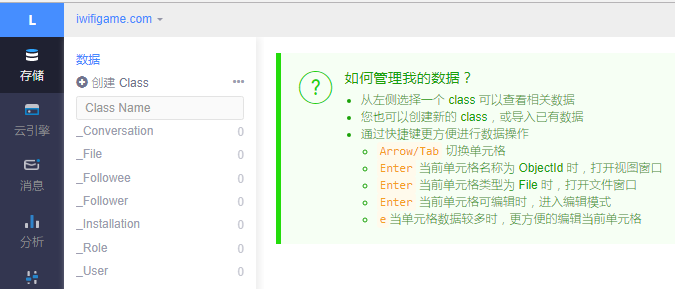 L
iwifigame.com
存储
云引擎
消息
分析
数据
创建 Class
Class Name
_Conversation 0
_File 0
_Followee 0
_Follower 0
_Installation 0
_Role 0
_User 0
?
如何管理我的数据？
从左侧选择一个 class 可以查看相关数据
您也可以创建新的 class，或导入已有数据
通过快捷键更方便进行数据操作
Arrow/Tab 切换单元格
Enter 当前单元格名称为 ObjectId 时，打开视图窗口
Enter 当前单元格类型为 File 时，打开文件窗口
Enter 当前单元格可编辑时，进入编辑模式
e 当单元格数据较多时，更方便的编辑当前单元格